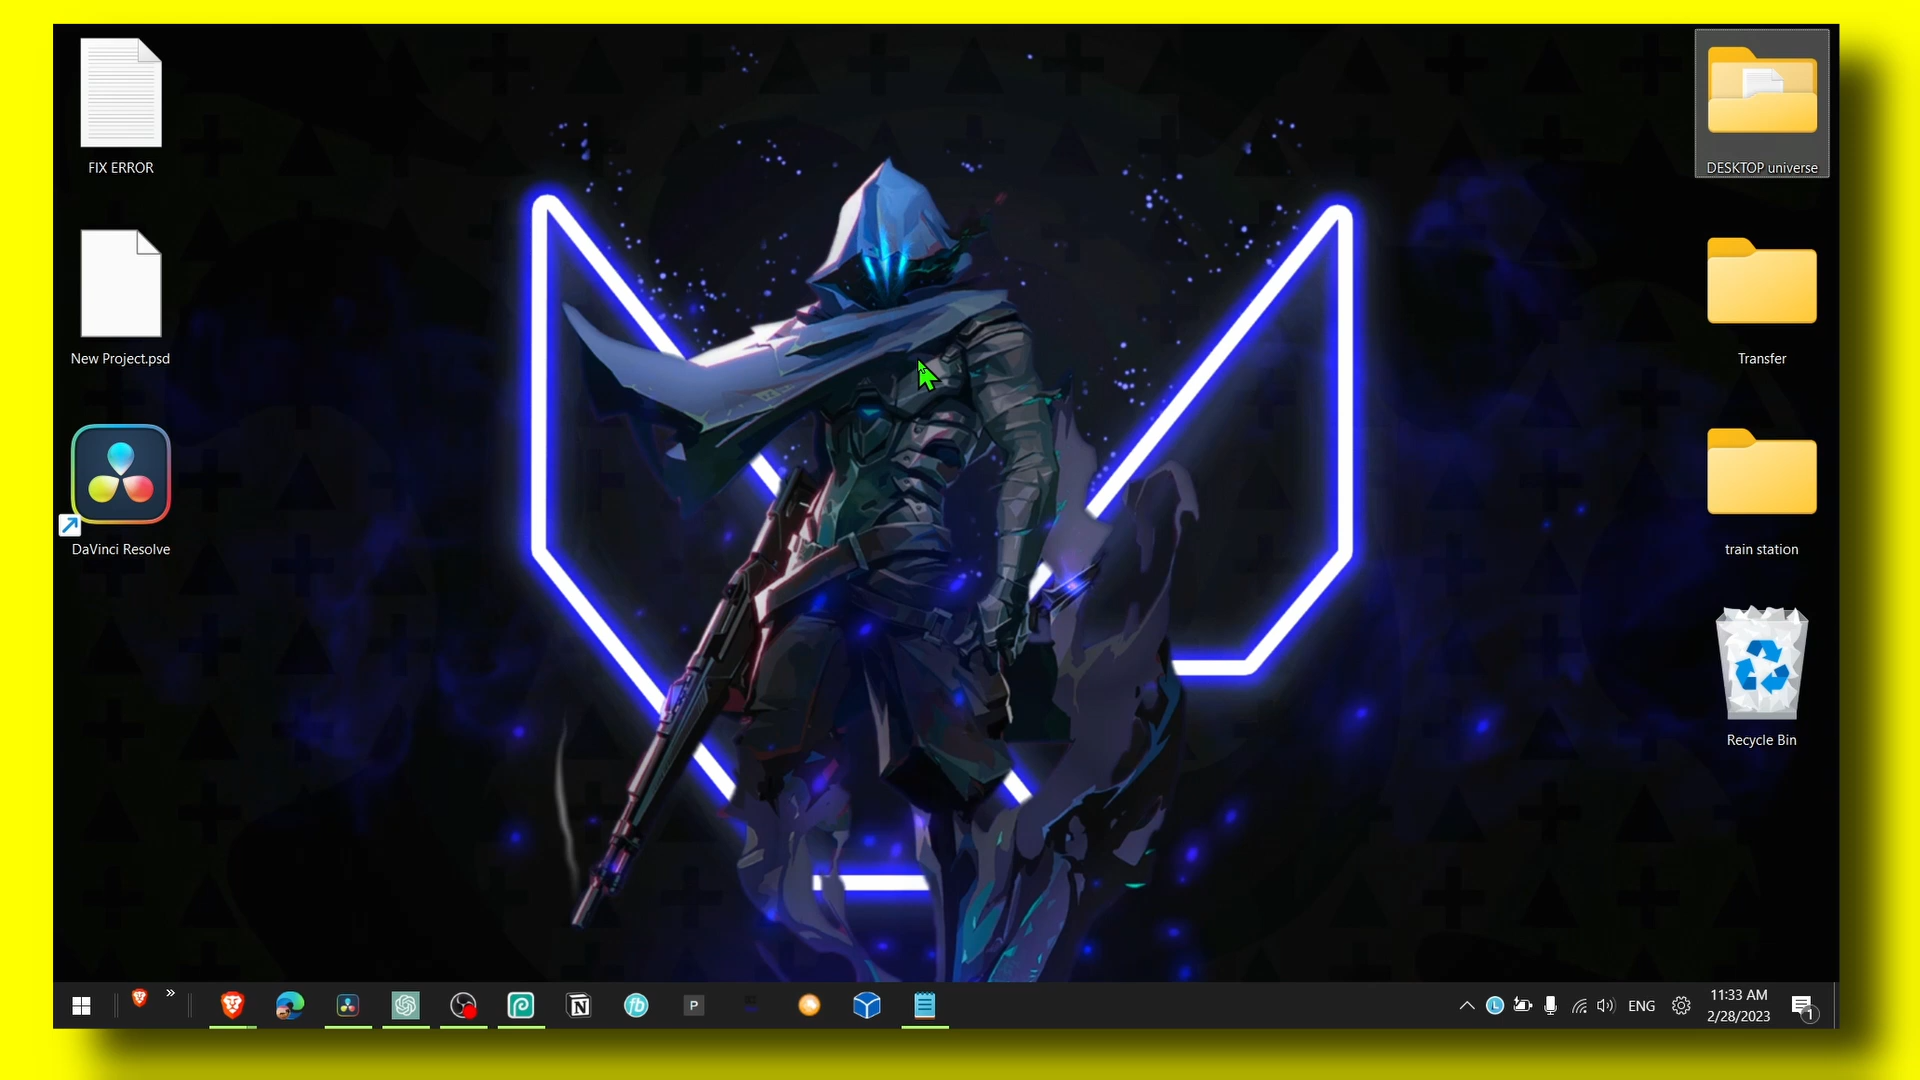 FIX ERROR
New Project.psd
DaVinci Resolve
DESKTOP universe
Transfer
train station
Recycle Bin
ENG
11:33 AM
2/28/2023
1